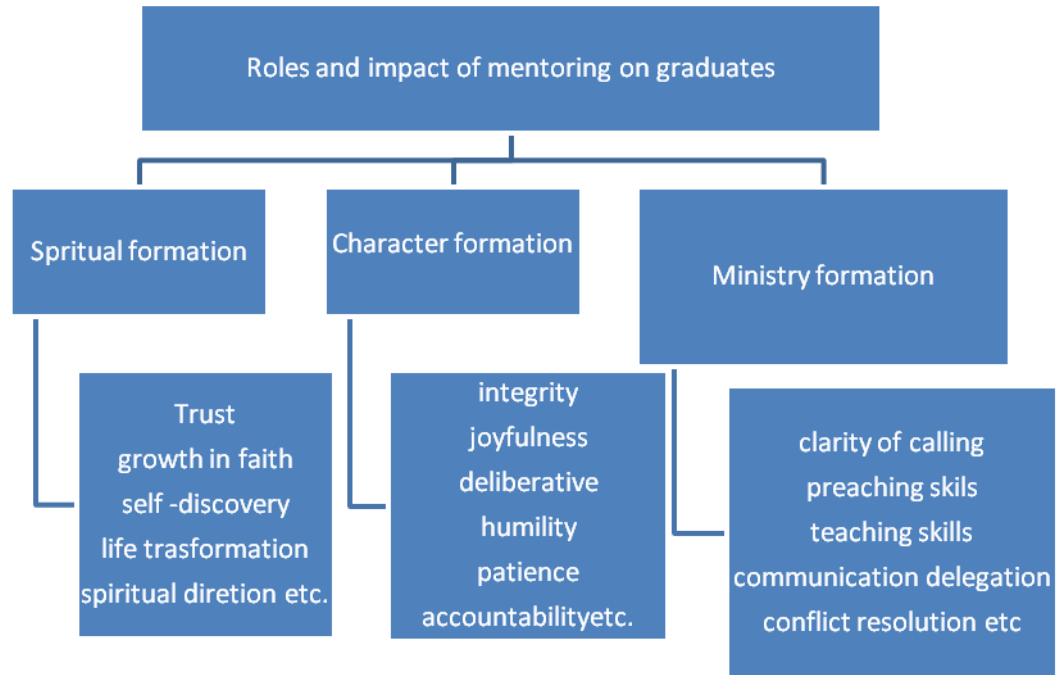 Roles and impact of mentoring on graduates
Spritual formation
Character formation
Ministry formation
Trust
growth in faith
self -discovery
life trasformation
spiritual diretion etc.
integrity
joyfulness
deliberative
humility
patience
accountabilityetc.
clarity of calling
preaching skils
teaching skills
communication delegation
conflict resolution etc